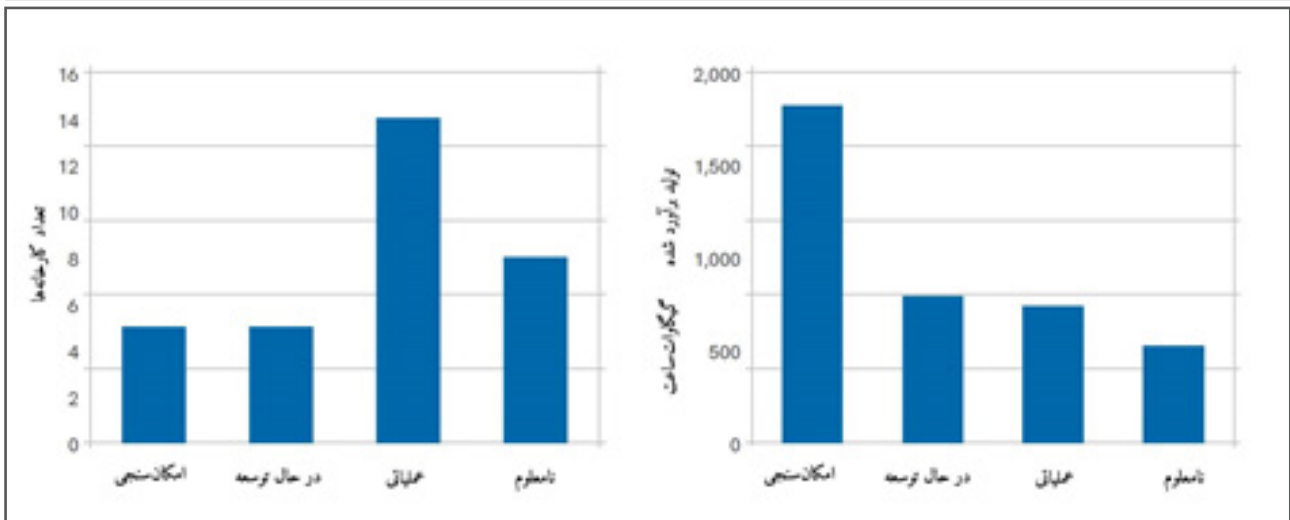 تعداد کارخانه‌ها
16
14
12
10
8
6
4
2
0
امکان‌سنجی
در حال توسعه
عملیاتی
نامعلوم
تولید برآورد شده
گیگاوات‌ساعت
2,000
1,500
1,000
500
0
امکان‌سنجی
در حال توسعه
عملیاتی
نامعلوم